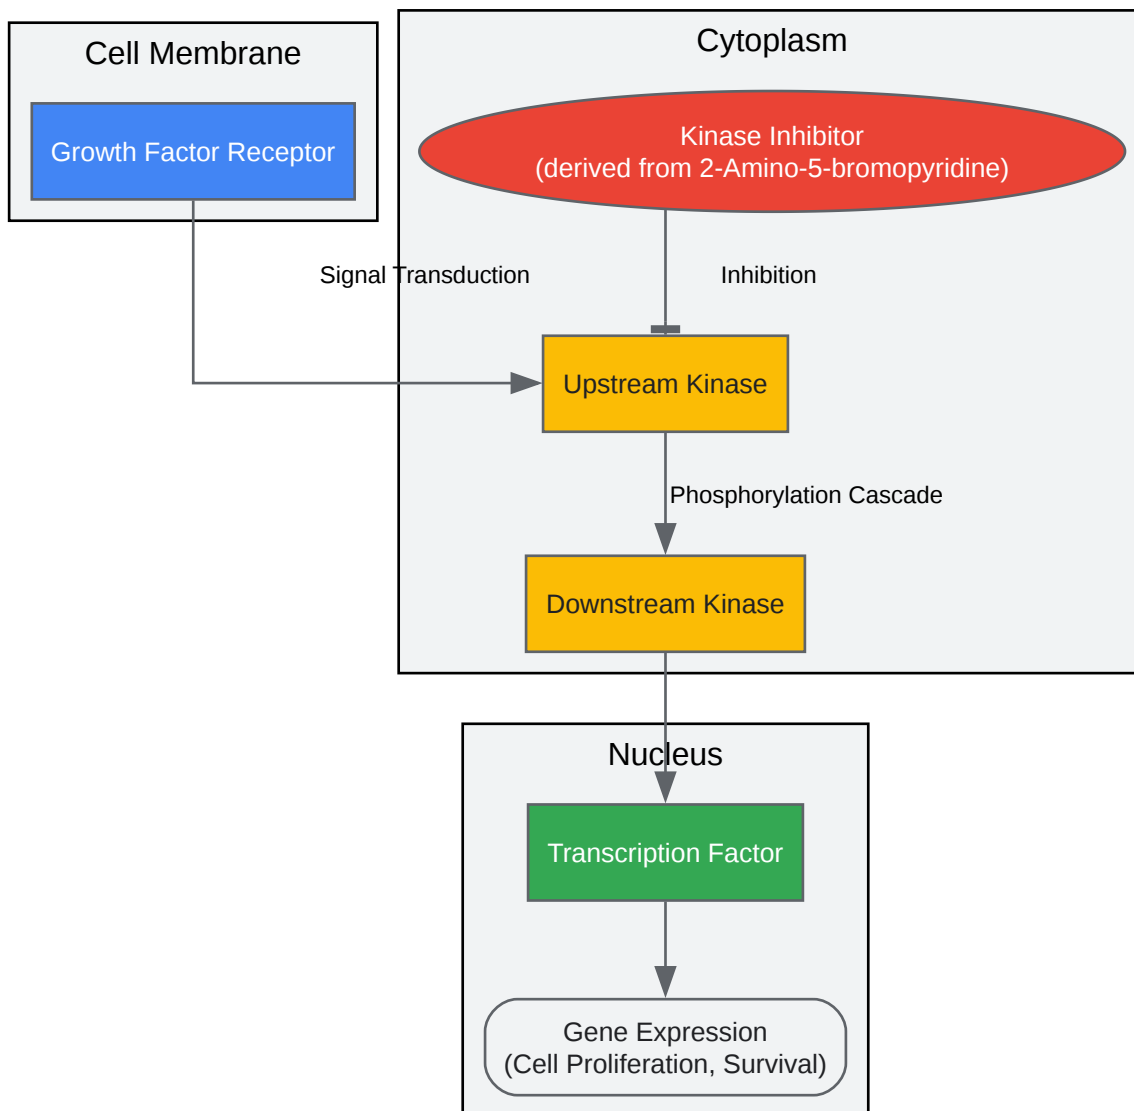 Cell Membrane
Growth Factor Receptor
Cytoplasm
Kinase Inhibitor
(derived from 2-Amino-5-bromopyridine)
Signal Transduction
Inhibition
Upstream Kinase
Phosphorylation Cascade
Downstream Kinase
Nucleus
Transcription Factor
Gene Expression
(Cell Proliferation, Survival)